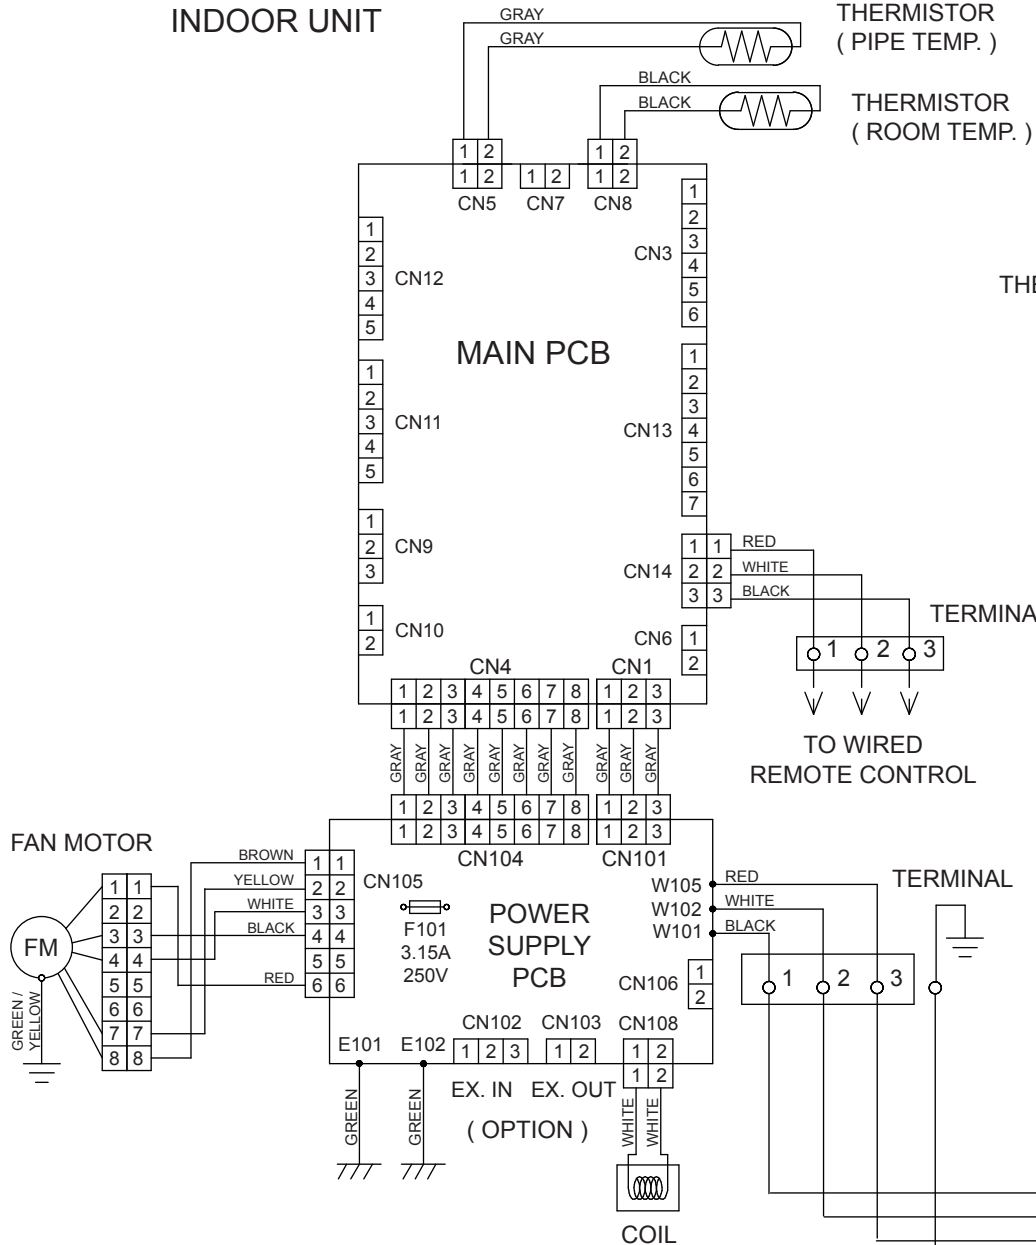 INDOOR UNIT
GRAY
GRAY
THERMISTOR
( PIPE TEMP. )
BLACK
BLACK
THERMISTOR
( ROOM TEMP. )
1 2
1 2
CN5
1 2
CN7
1 2
1 2
CN8
1
2
3
4
5
CN12
1
2
3
4
5
6
CN3
THE
MAIN PCB
1
2
3
4
5
CN11
1
2
3
4
5
6
7
CN13
1
2
3
CN9
CN14
1 1 RED
2 2 WHITE
3 3 BLACK
1
2
CN10
CN6
1
2
TERMINA
1 2 3
TO WIRED
REMOTE CONTROL
CN4
1 2 3 4 5 6 7 8
1 2 3 4 5 6 7 8
CN1
1 2 3
1 2 3
GRAY GRAY GRAY GRAY GRAY GRAY GRAY GRAY
GRAY GRAY GRAY
1 2 3 4 5 6 7 8
1 2 3 4 5 6 7 8
CN104
1 2 3
1 2 3
CN101
FAN MOTOR
FM
GREEN /
YELLOW
1 1
2 2
3 3
4 4
5 5
6 6
7 7
8 8
BROWN 1 1
YELLOW 2 2
WHITE 3 3
BLACK 4 4
5 5
RED 6 6
CN105
F101
3.15A
250V
POWER
SUPPLY
PCB
W105 RED
W102 WHITE
W101 BLACK
CN106
1
2
TERMINAL
1 2 3
E101
GREEN
E102
GREEN
CN102
1 2 3
EX. IN
CN103
1 2
EX. OUT
( OPTION )
CN108
1 2
1 2
WHITE WHITE
COIL